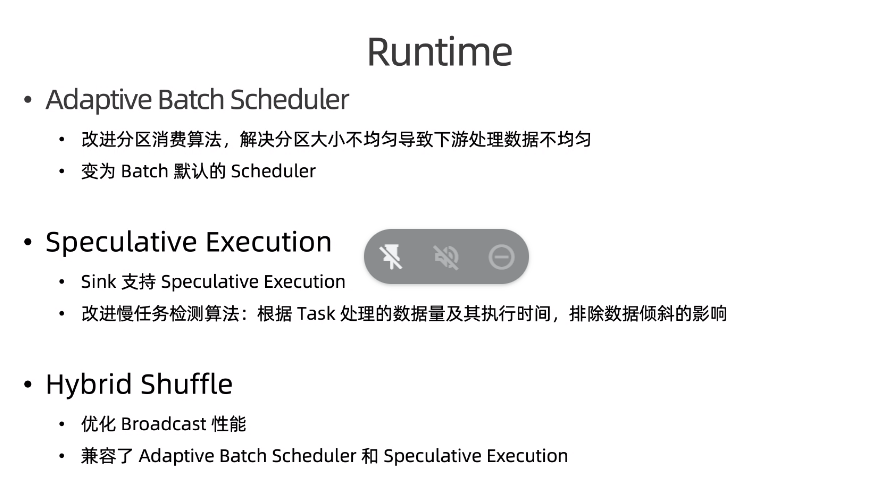 Runtime
• Adaptive Batch Scheduler
• 改进分区消费算法，解决分区大小不均匀导致下游处理数据不均匀
• 变为 Batch 默认的 Scheduler
• Speculative Execution
• Sink 支持 Speculative Execution
• 改进慢任务检测算法：根据 Task 处理的数据量及其执行时间，排除数据倾斜的影响
• Hybrid Shuffle
• 优化 Broadcast 性能
• 兼容了 Adaptive Batch Scheduler 和 Speculative Execution